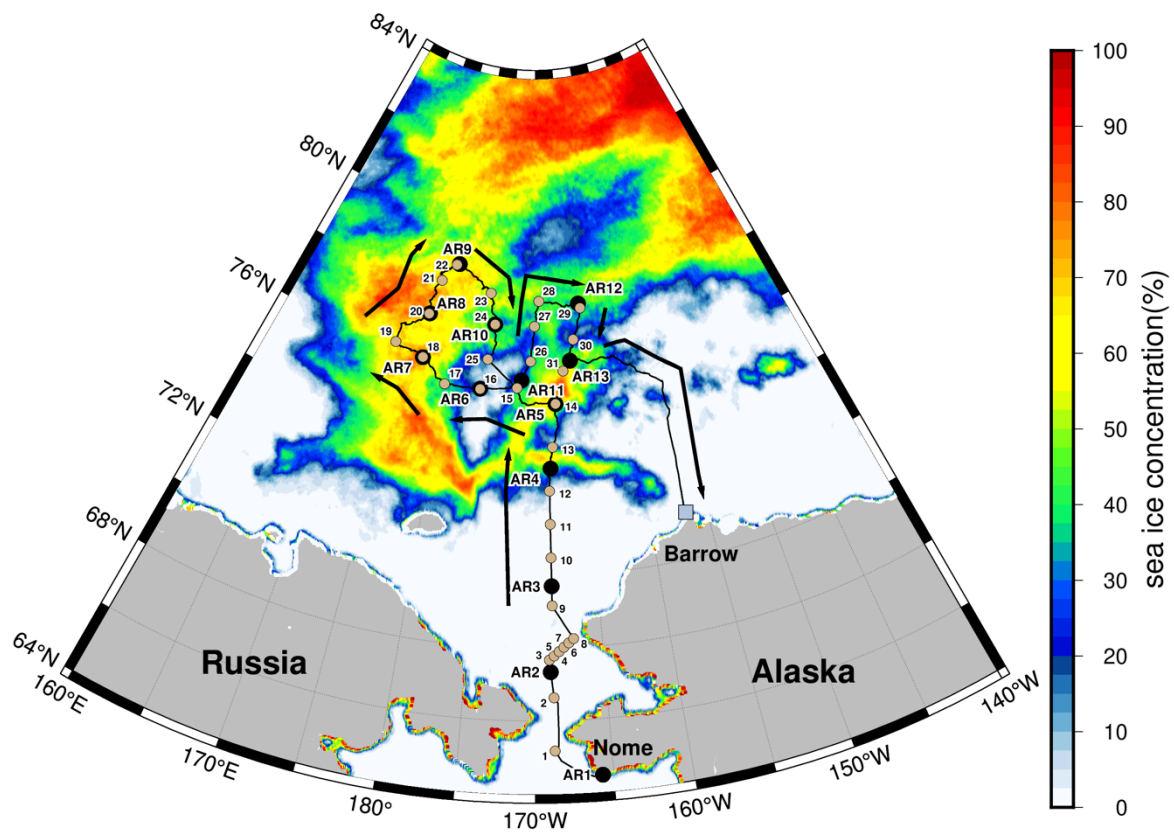 84°N
80°N
76°N
72°N
68°N
64°N
160°E
170°E
180°
170°W
160°W
150°W
140°W
AR9
22
21
23
20
AR8
24
AR10
19
18
AR7
25
17
16
AR6
15
AR5
AR11
14
28
27
26
AR12
29
30
31
AR13
13
AR4
12
11
10
AR3
9
7
5
3
8
6
4
AR2
2
1
AR1
Russia
Alaska
Barrow
Nome
100
90
80
70
60
50
40
30
20
10
0
sea ice concentration(%)